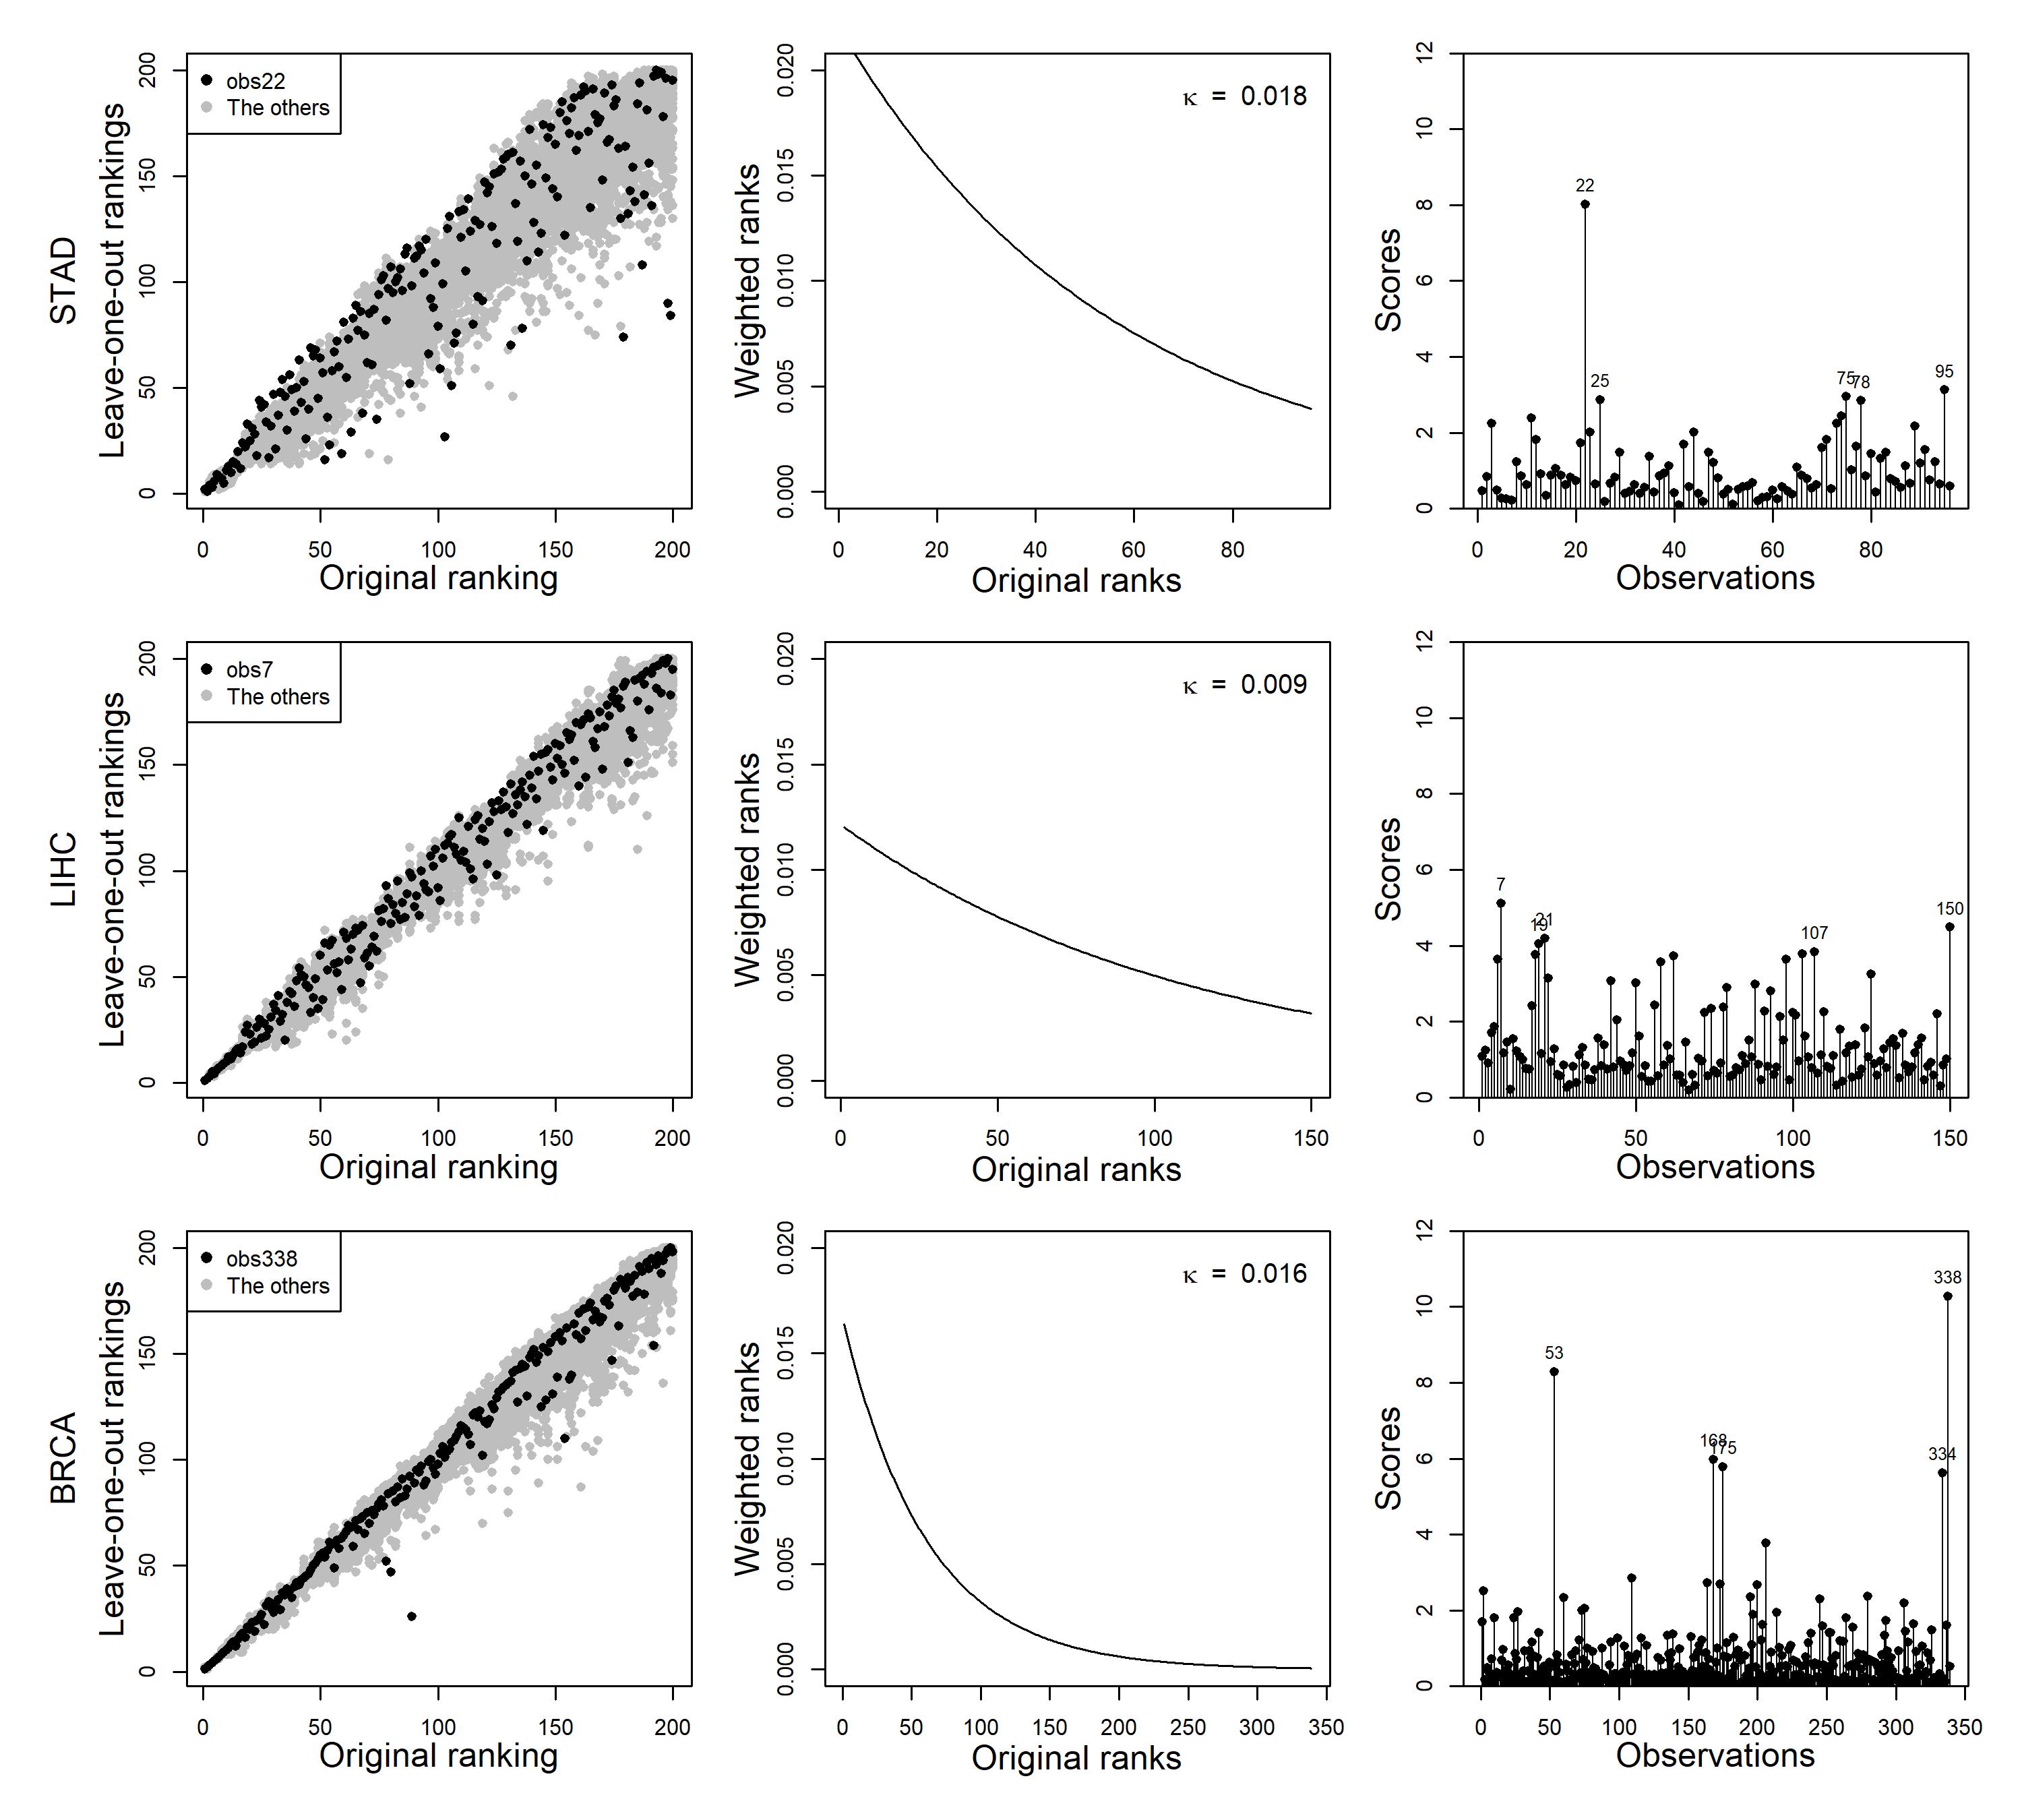 STAD
Leave-one-out rankings
0 50 100 150 200
obs22
The others
0 50 100 150 200
Original ranking
Weighted ranks
0.000 0.005 0.010 0.015 0.020
κ = 0.018
0 20 40 60 80
Original ranks
Scores
0 2 4 6 8 10 12
22
25
75
78
95
0 20 40 60 80
Observations
LIHC
Leave-one-out rankings
0 50 100 150 200
obs7
The others
0 50 100 150 200
Original ranking
Weighted ranks
0.000 0.005 0.010 0.015 0.020
κ = 0.009
0 50 100 150
Original ranks
Scores
0 2 4 6 8 10 12
7
19
21
107
150
0 50 100 150
Observations
BRCA
Leave-one-out rankings
0 50 100 150 200
obs338
The others
0 50 100 150 200
Original ranking
Weighted ranks
0.000 0.005 0.010 0.015 0.020
κ = 0.016
0 50 100 150 200 250 300 350
Original ranks
Scores
0 2 4 6 8 10 12
53
168
175
334
338
0 50 100 150 200 250 300 350
Observations